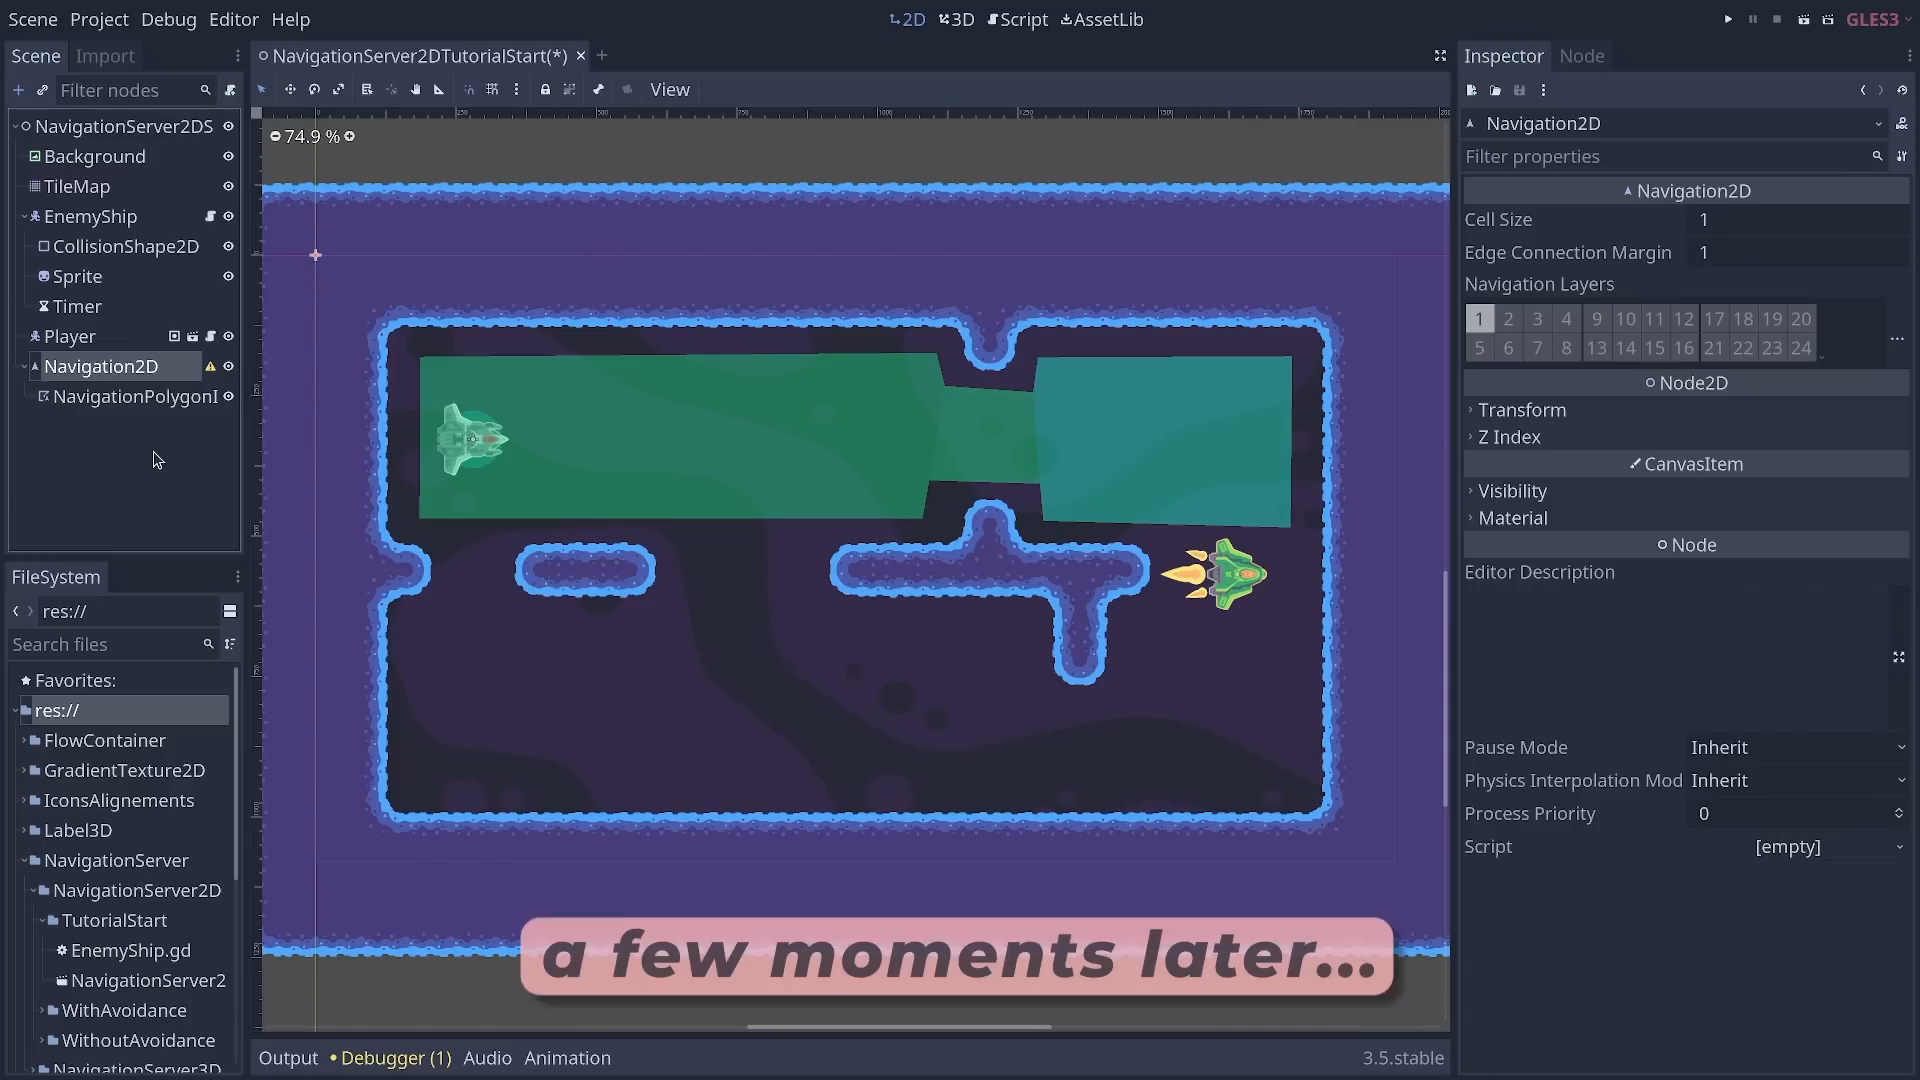 Scene Project Debug Editor Help
2D 3D Script AssetLib
GLES3
Scene Import
NavigationServer2DTutorialStart(*)
Inspector Node
Filter nodes
View
NavigationServer2DS
Background
TileMap
EnemyShip
CollisionShape2D
Sprite
Timer
Player
Navigation2D
NavigationPolygonI
74.9 %
Navigation2D
Filter properties
Navigation2D
Cell Size 1
Edge Connection Margin 1
Navigation Layers
1 2 3 4 9 10 11 12 17 18 19 20
5 6 7 8 13 14 15 16 21 22 23 24
Node2D
Transform
Z Index
CanvasItem
Visibility
Material
Node
Editor Description
Pause Mode Inherit
Physics Interpolation Mod Inherit
Process Priority 0
Script [empty]
FileSystem
res://
Search files
Favorites:
res://
FlowContainer
GradientTexture2D
IconsAlignements
Label3D
NavigationServer
NavigationServer2D
TutorialStart
EnemyShip.gd
NavigationServer2
WithAvoidance
WithoutAvoidance
NavigationServer3D
a few moments later...
Output Debugger (1) Audio Animation
3.5.stable